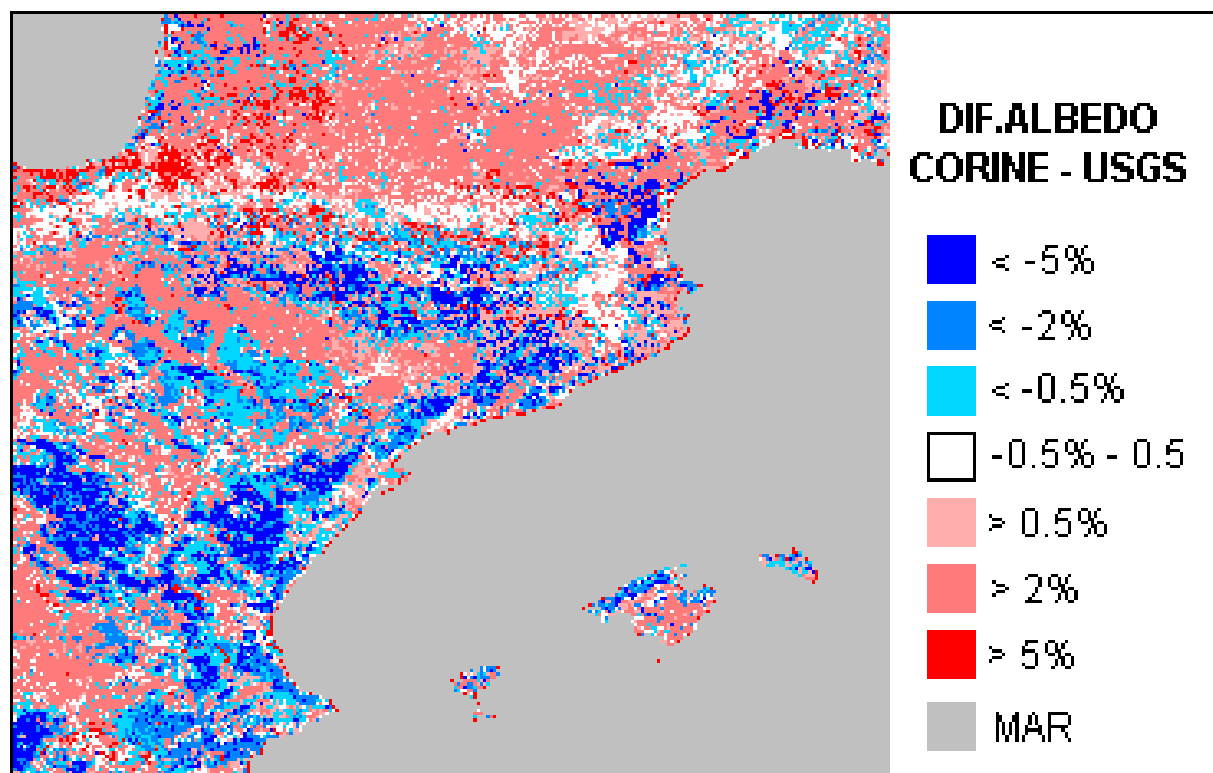 DIF.ALBEDO
CORINE - USGS
< -5%
< -2%
< -0.5%
-0.5% - 0.5
> 0.5%
> 2%
> 5%
MAR